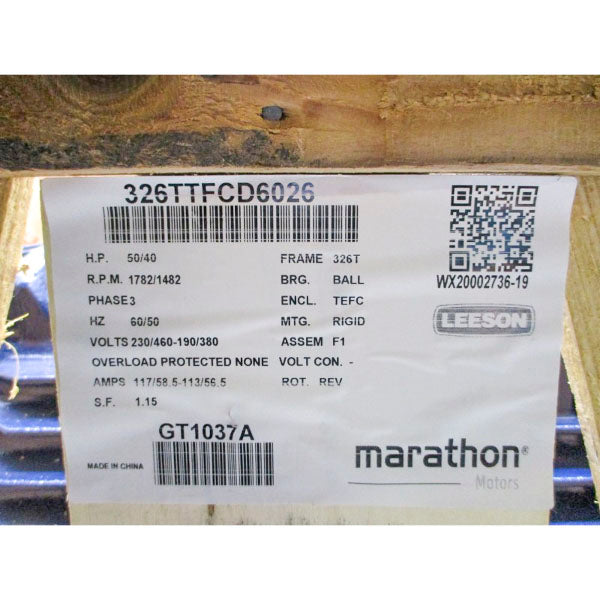 326TTFCD6026
H.P. 50/40 FRAME 326T
R.P.M. 1782/1482 BRG. BALL
PHASE 3 ENCL. TEFC
HZ 60/50 MTG. RIGID
VOLTS 230/460-190/380 ASSEM F1
OVERLOAD PROTECTED NONE VOLT CON. -
AMPS 117/58.5-113/56.5 ROT. REV
S.F. 1.15
WX20002736-19
LEESON
GT1037A
MADE IN CHINA
marathon®
Motors